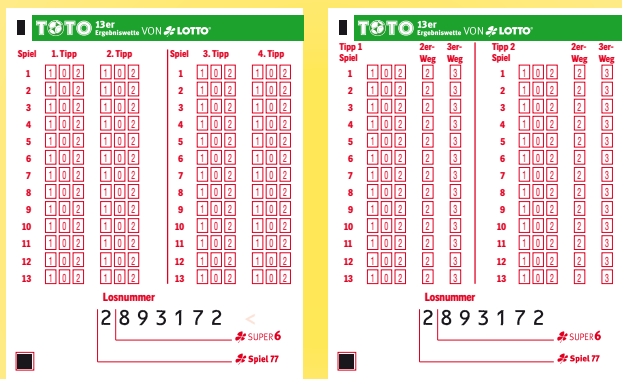 TOTO 13er Ergebniswette VON LOTTO
Spiel 1. Tipp 2. Tipp Spiel 3. Tipp 4. Tipp
1 1 0 2 1 0 2 1 1 0 2 1 0 2
2 1 0 2 1 0 2 2 1 0 2 1 0 2
3 1 0 2 1 0 2 3 1 0 2 1 0 2
4 1 0 2 1 0 2 4 1 0 2 1 0 2
5 1 0 2 1 0 2 5 1 0 2 1 0 2
6 1 0 2 1 0 2 6 1 0 2 1 0 2
7 1 0 2 1 0 2 7 1 0 2 1 0 2
8 1 0 2 1 0 2 8 1 0 2 1 0 2
9 1 0 2 1 0 2 9 1 0 2 1 0 2
10 1 0 2 1 0 2 10 1 0 2 1 0 2
11 1 0 2 1 0 2 11 1 0 2 1 0 2
12 1 0 2 1 0 2 12 1 0 2 1 0 2
13 1 0 2 1 0 2 13 1 0 2 1 0 2
Losnummer
2893172 <
SUPER6
Spiel 77
TOTO 13er Ergebniswette VON LOTTO
Tipp 1 2er- 3er- Tipp 2 2er- 3er-
Spiel Weg Weg Spiel Weg Weg
1 1 0 2 2 3 1 1 0 2 2 3
2 1 0 2 2 3 2 1 0 2 2 3
3 1 0 2 2 3 3 1 0 2 2 3
4 1 0 2 2 3 4 1 0 2 2 3
5 1 0 2 2 3 5 1 0 2 2 3
6 1 0 2 2 3 6 1 0 2 2 3
7 1 0 2 2 3 7 1 0 2 2 3
8 1 0 2 2 3 8 1 0 2 2 3
9 1 0 2 2 3 9 1 0 2 2 3
10 1 0 2 2 3 10 1 0 2 2 3
11 1 0 2 2 3 11 1 0 2 2 3
12 1 0 2 2 3 12 1 0 2 2 3
13 1 0 2 2 3 13 1 0 2 2 3
Losnummer
2893172
SUPER6
Spiel 77